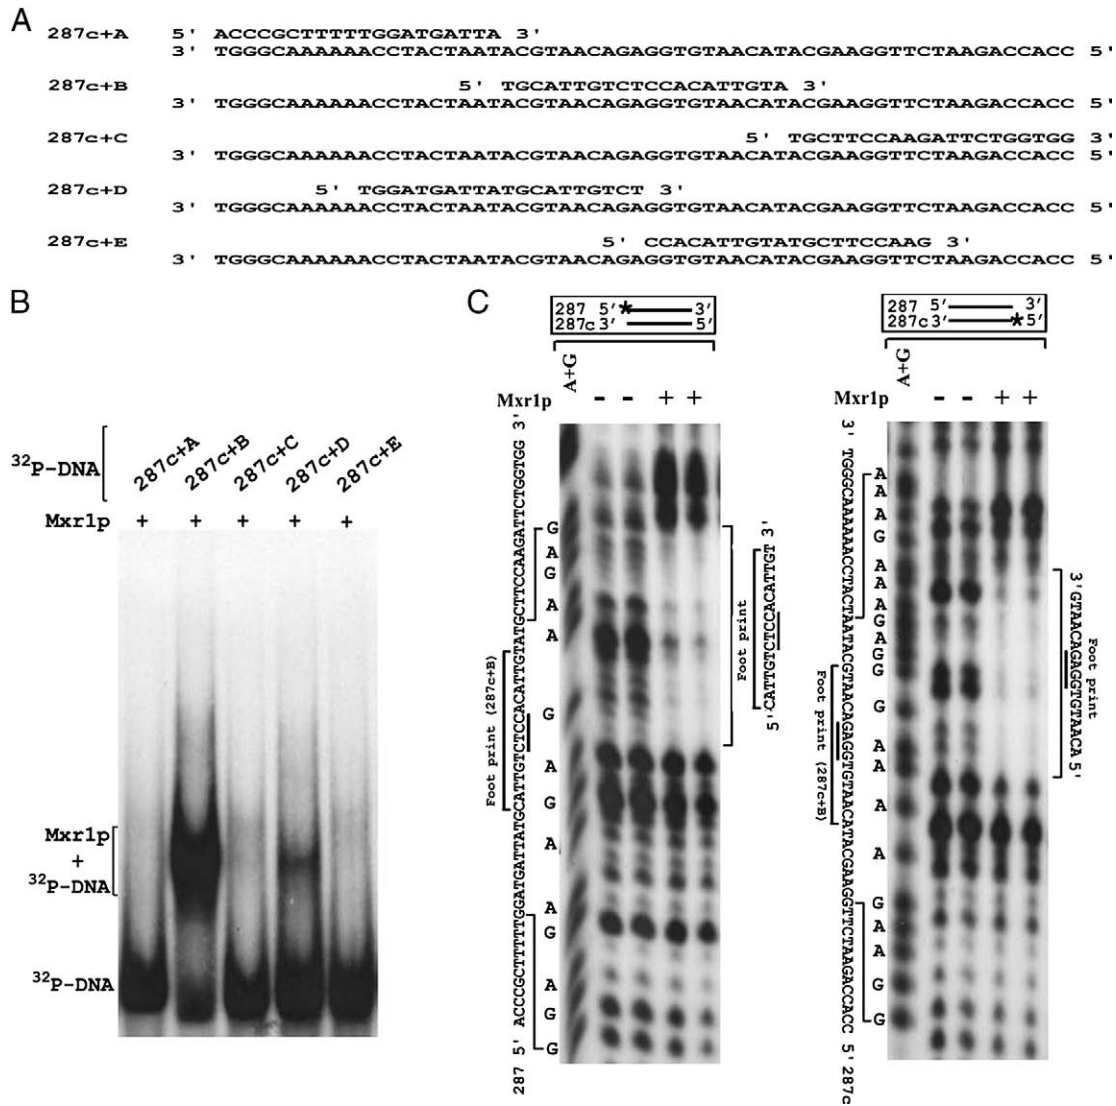 A
287c+A 5' ACCCGCTTTTTGGATGATTA 3'
3' TGGGCAAAAAACCTACTAATACGTAACAGAGGTGTAACATACGAAGGTTCTAAGACCACC 5'
287c+B 5' TGCATTGTCTCCACATTGTA 3'
3' TGGGCAAAAAACCTACTAATACGTAACAGAGGTGTAACATACGAAGGTTCTAAGACCACC 5'
287c+C 5' TGCTTCCAAGATTCTGGTGG 3'
3' TGGGCAAAAAACCTACTAATACGTAACAGAGGTGTAACATACGAAGGTTCTAAGACCACC 5'
287c+D 5' TGGATGATTATGCATTGTCT 3'
3' TGGGCAAAAAACCTACTAATACGTAACAGAGGTGTAACATACGAAGGTTCTAAGACCACC 5'
287c+E 5' CCACATTGTATGCTTCCAAG 3'
3' TGGGCAAAAAACCTACTAATACGTAACAGAGGTGTAACATACGAAGGTTCTAAGACCACC 5'
B
32P-DNA
287c+A
287c+B
287c+C
287c+D
287c+E
Mxr1p + + + + +
Mxr1p
+
32P-DNA
32P-DNA
C
287 5' * 3'
287c 3' 5'
A+G
Mxr1p - - + +
287 5' ACCCGCTTTTTGGATGATTATGCATTGTCTCCACATTGTATGCTTCCAAGATTCTGGTGG 3'
Foot print (287c+B)
G
A
G
A
A
G
A
G
A
A
G
A
G
G
Foot print
5'-CATTGTCTCCACATTGT 3'
287 5' 3'
287c 3' * 5'
A+G
Mxr1p - - + +
3' TGGGCAAAAAACCTACTAATACGTAACAGAGGTGTAACATACGAAGGTTCTAAGACCACC 5' 287c
Foot print (287c+B)
A
A
A
G
A
A
A
G
A
G
G
G
A
A
A
A
G
A
A
G
G
3'GTAACAGAGGTGTAACA 5'
Foot print